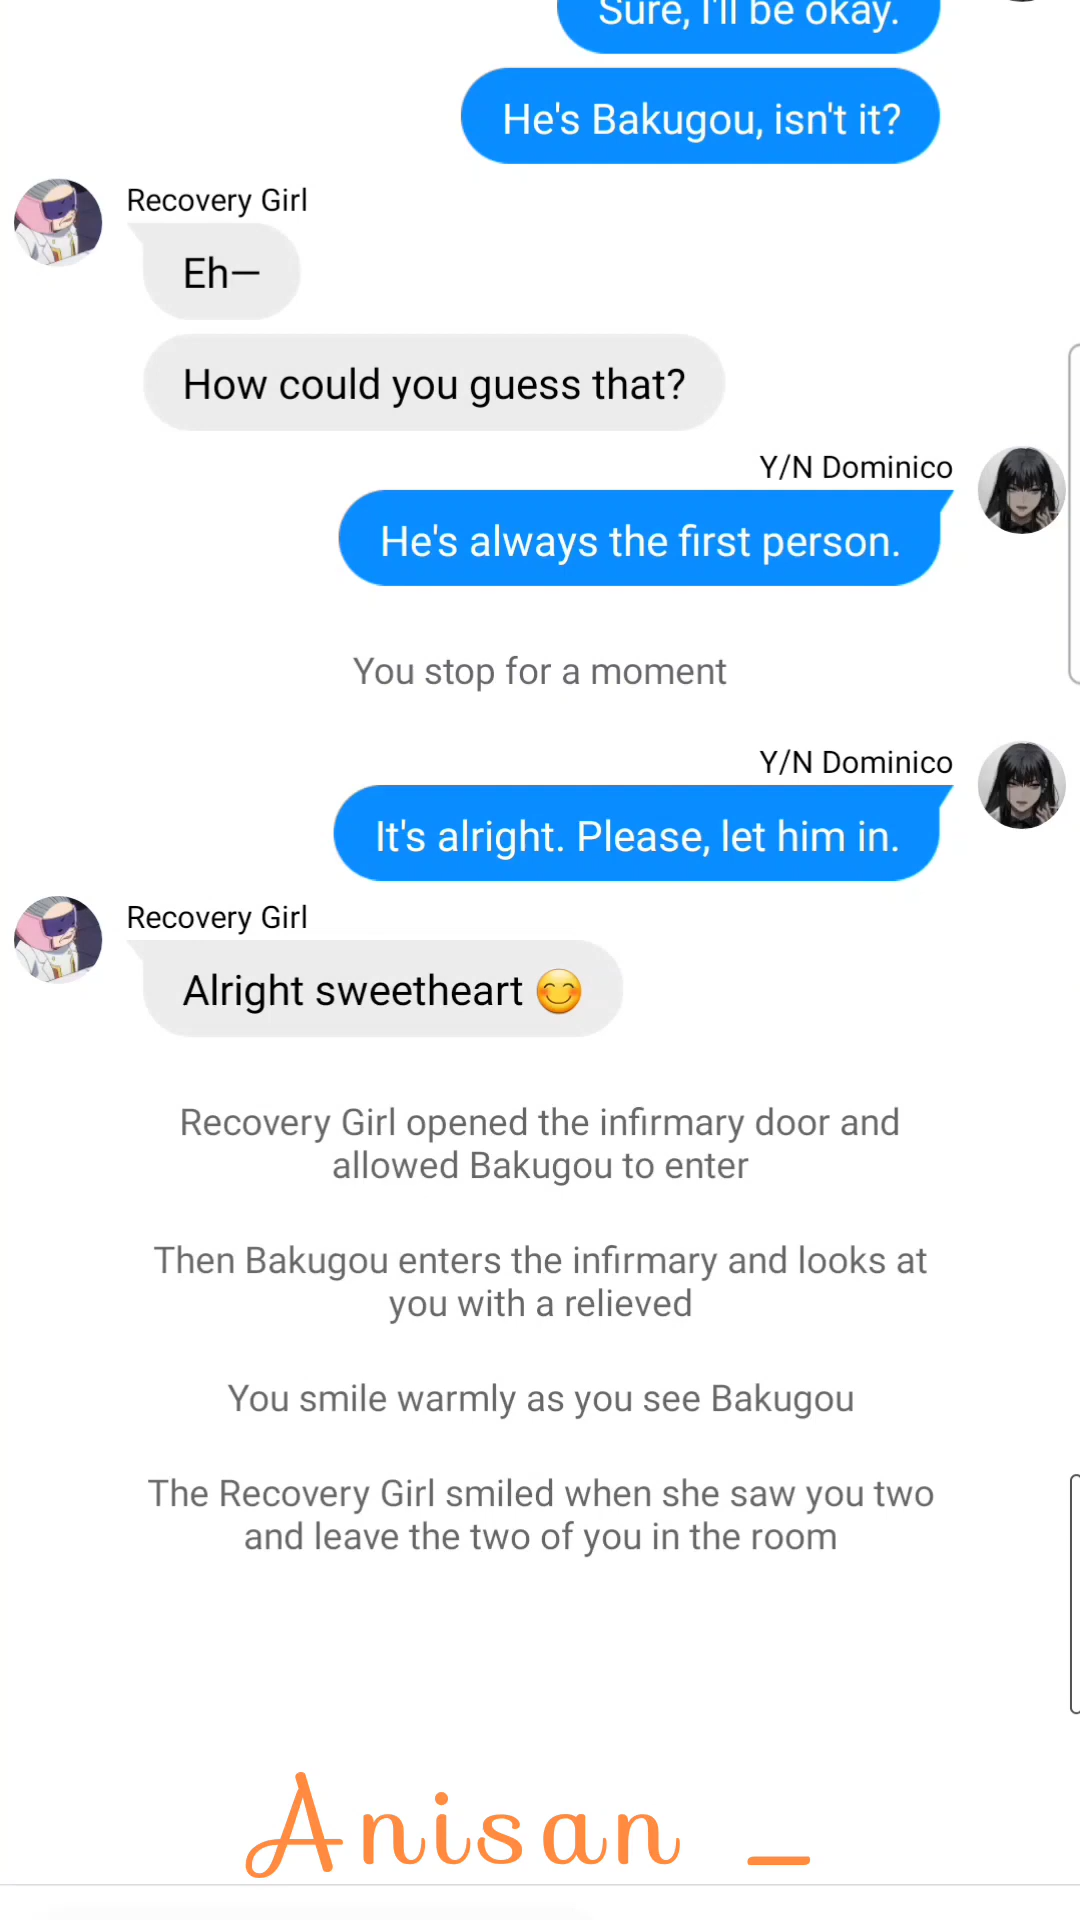 Sure, I'll be okay.
He's Bakugou, isn't it?
Recovery Girl
Eh—
How could you guess that?
Y/N Dominico
He's always the first person.
You stop for a moment
Y/N Dominico
It's alright. Please, let him in.
Recovery Girl
Alright sweetheart 😊
Recovery Girl opened the infirmary door and
allowed Bakugou to enter
Then Bakugou enters the infirmary and looks at
you with a relieved
You smile warmly as you see Bakugou
The Recovery Girl smiled when she saw you two
and leave the two of you in the room
Anisan _